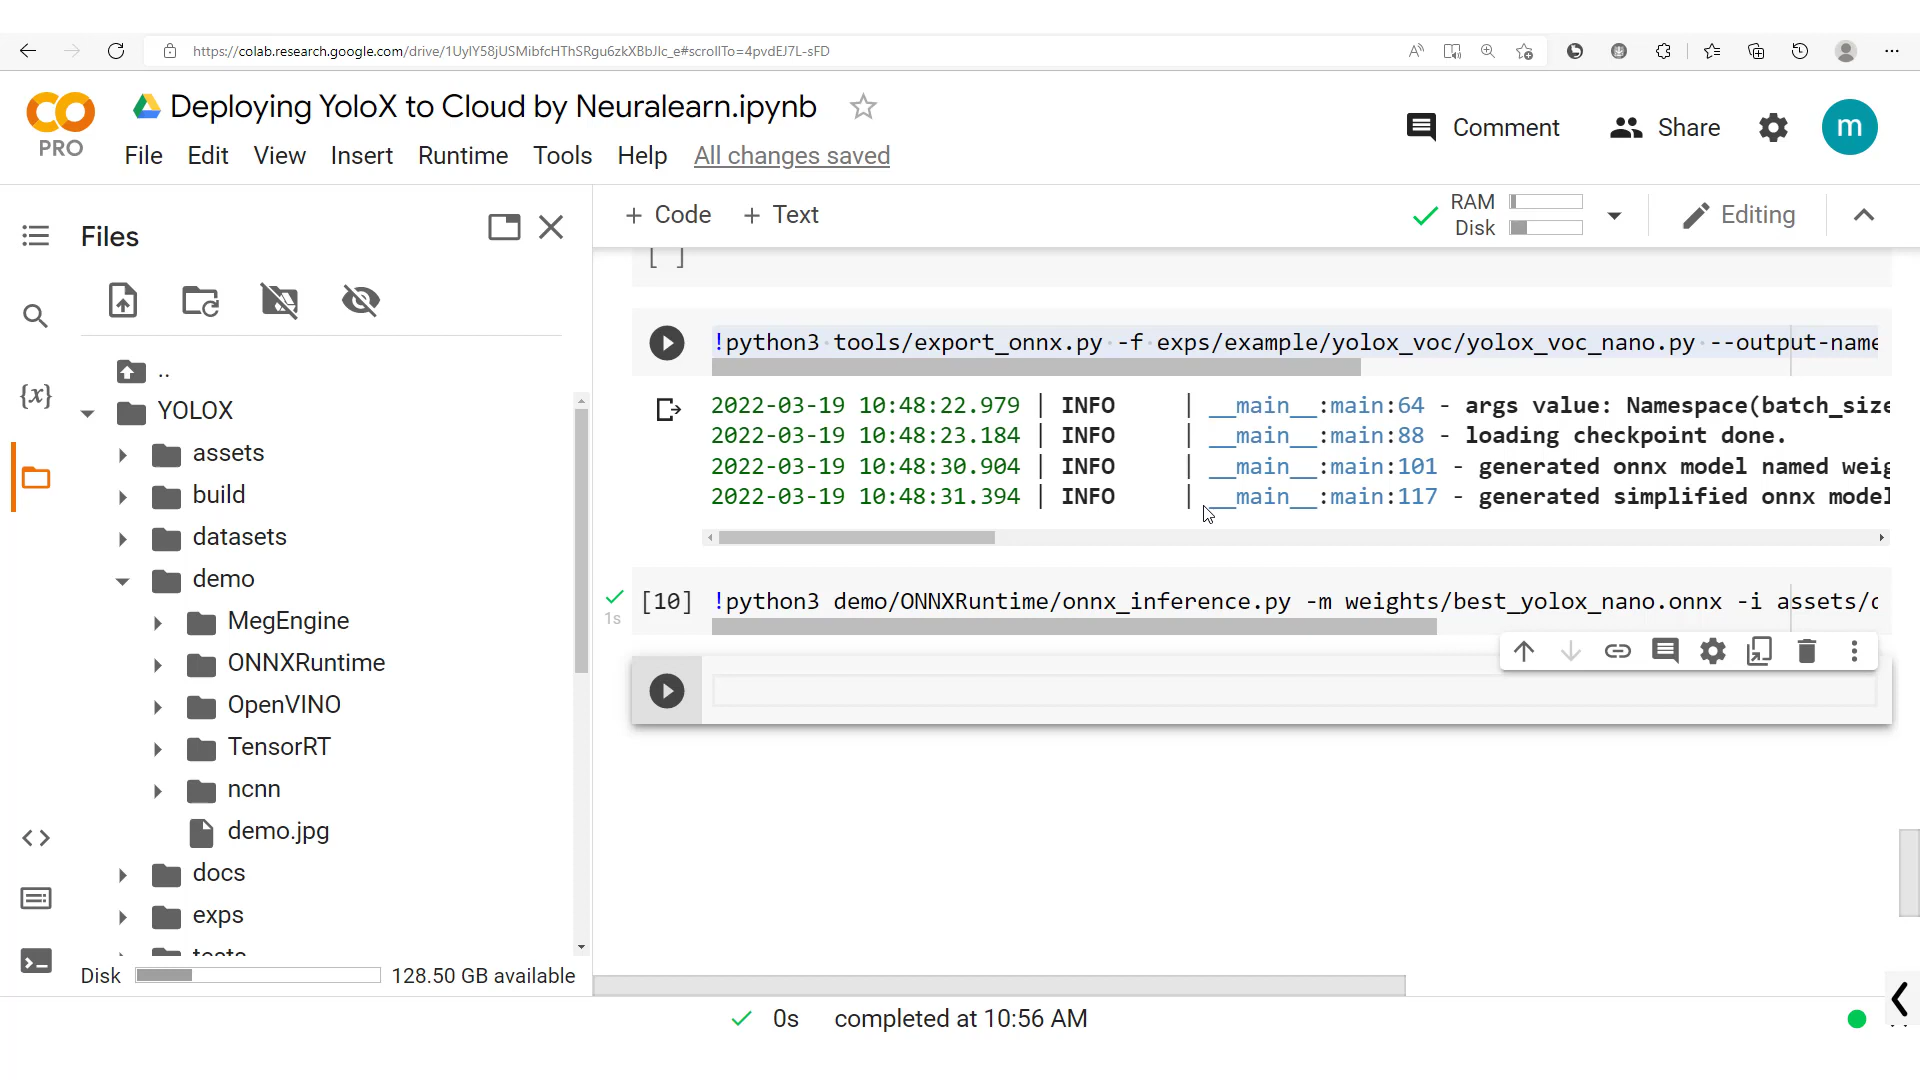 https://colab.research.google.com/drive/1UylY58jUSMibfcHThSRgu6zkXBbJlc_e#scrollTo=4pvdEJ7L-sFD
PRO
Deploying YoloX to Cloud by Neuralearn.ipynb
File Edit View Insert Runtime Tools Help All changes saved
Comment Share m
Files
+ Code + Text
RAM
Disk
Editing
..
YOLOX
assets
build
datasets
demo
MegEngine
ONNXRuntime
OpenVINO
TensorRT
ncnn
demo.jpg
docs
exps
tests
Disk 128.50 GB available
[ ]
!python3 tools/export_onnx.py -f exps/example/yolox_voc/yolox_voc_nano.py --output-name
2022-03-19 10:48:22.979 | INFO | __main__:main:64 - args value: Namespace(batch_size
2022-03-19 10:48:23.184 | INFO | __main__:main:88 - loading checkpoint done.
2022-03-19 10:48:30.904 | INFO | __main__:main:101 - generated onnx model named weig
2022-03-19 10:48:31.394 | INFO | __main__:main:117 - generated simplified onnx model
1s
[10] !python3 demo/ONNXRuntime/onnx_inference.py -m weights/best_yolox_nano.onnx -i assets/d
0s completed at 10:56 AM